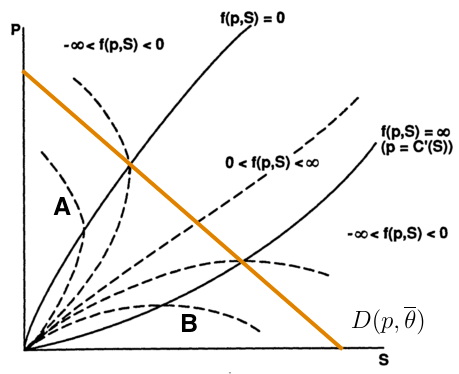 f(p,S) = 0
P
-∞ < f(p,S) < 0
f(p,S) = ∞
(p = C'(S))
0 < f(p,S) < ∞
A
-∞ < f(p,S) < 0
B
D(p, θ̅)
S